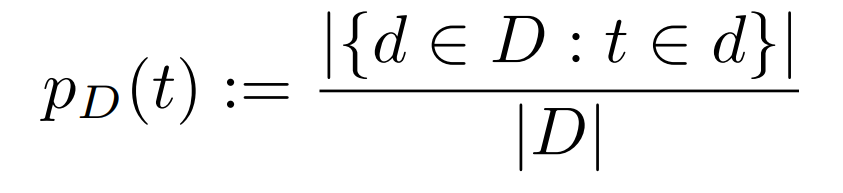 p_D(t) := |{d ∈ D : t ∈ d}| / |D|